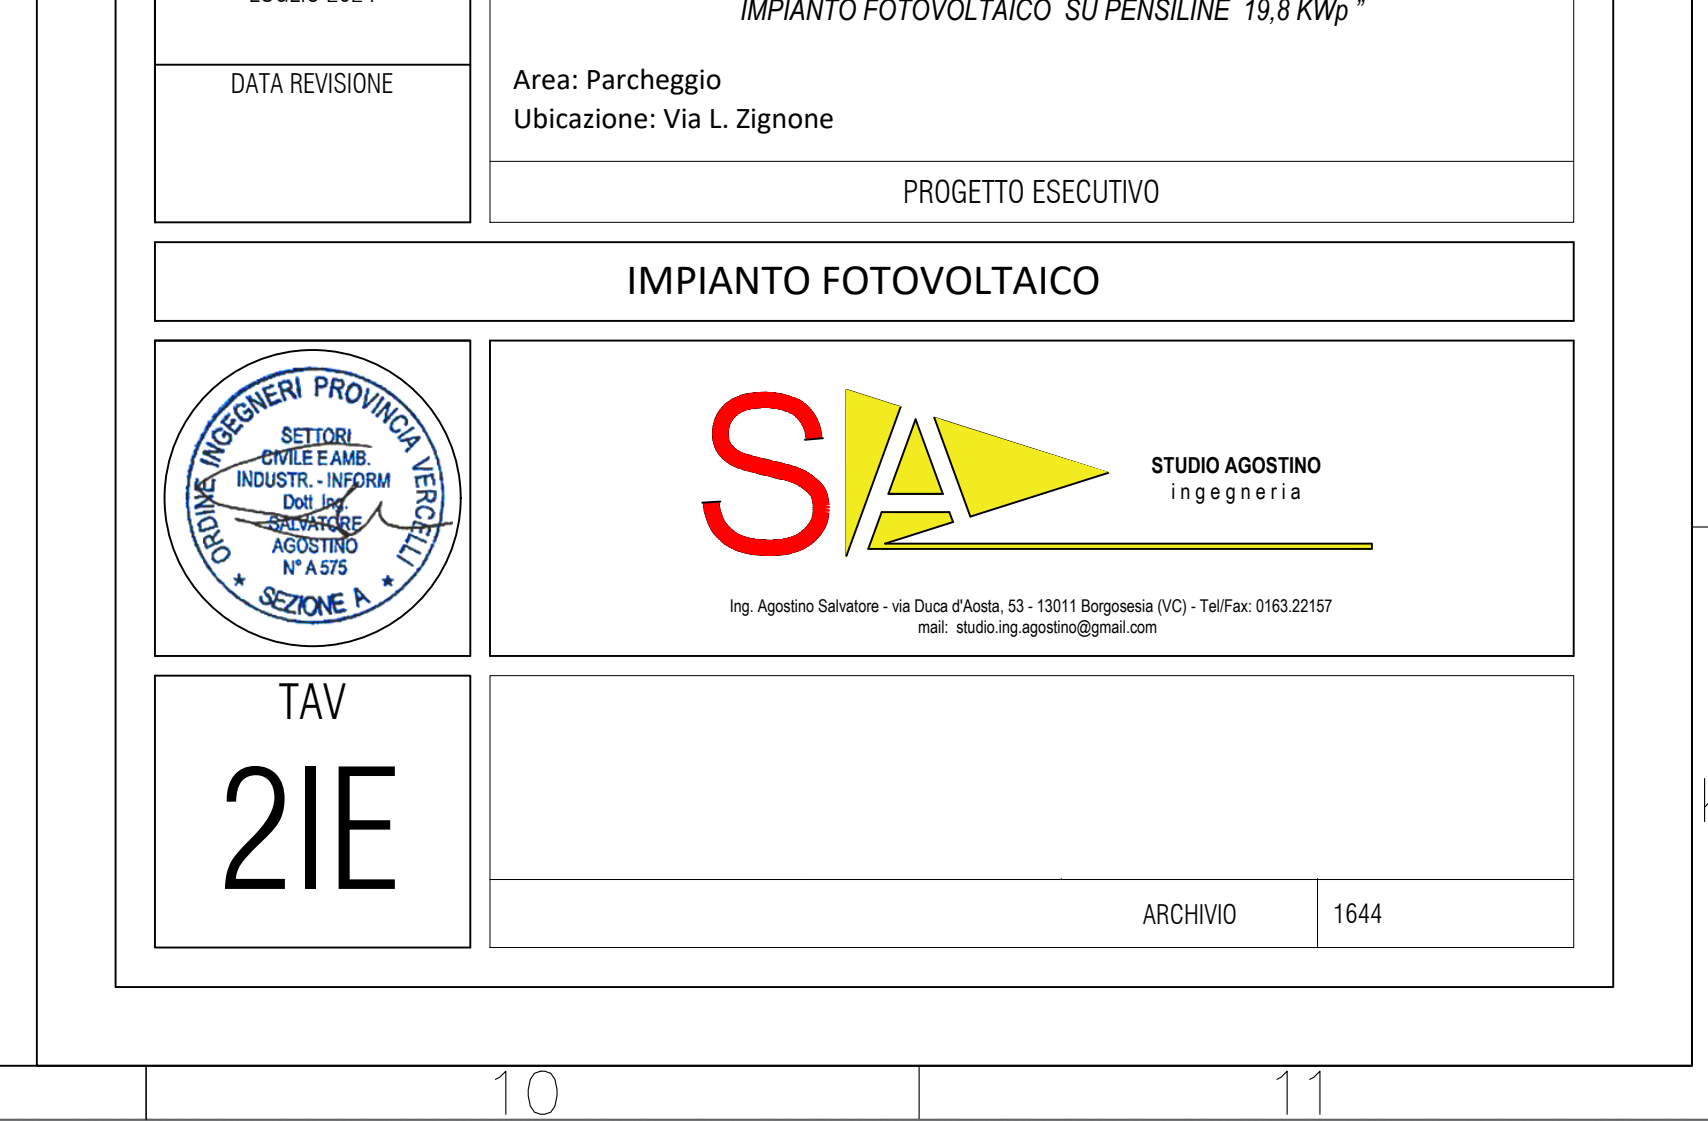 IMPIANTO FOTOVOLTAICO SU PENSILINE 19,8 KWp ”
DATA REVISIONE
Area: Parcheggio
Ubicazione: Via L. Zignone
PROGETTO ESECUTIVO
IMPIANTO FOTOVOLTAICO
ORDINE INGEGNERI PROVINCIA VERCELLI
SETTORI
CIVILE E AMB.
INDUSTR. - INFORM
Dott. Ing.
SALVATORE
AGOSTINO
N° A 575
* SEZIONE A *
SA
STUDIO AGOSTINO
ingegneria
Ing. Agostino Salvatore - via Duca d'Aosta, 53 - 13011 Borgosesia (VC) - Tel/Fax: 0163.22157
mail: studio.ing.agostino@gmail.com
TAV
2IE
ARCHIVIO 1644
10 11